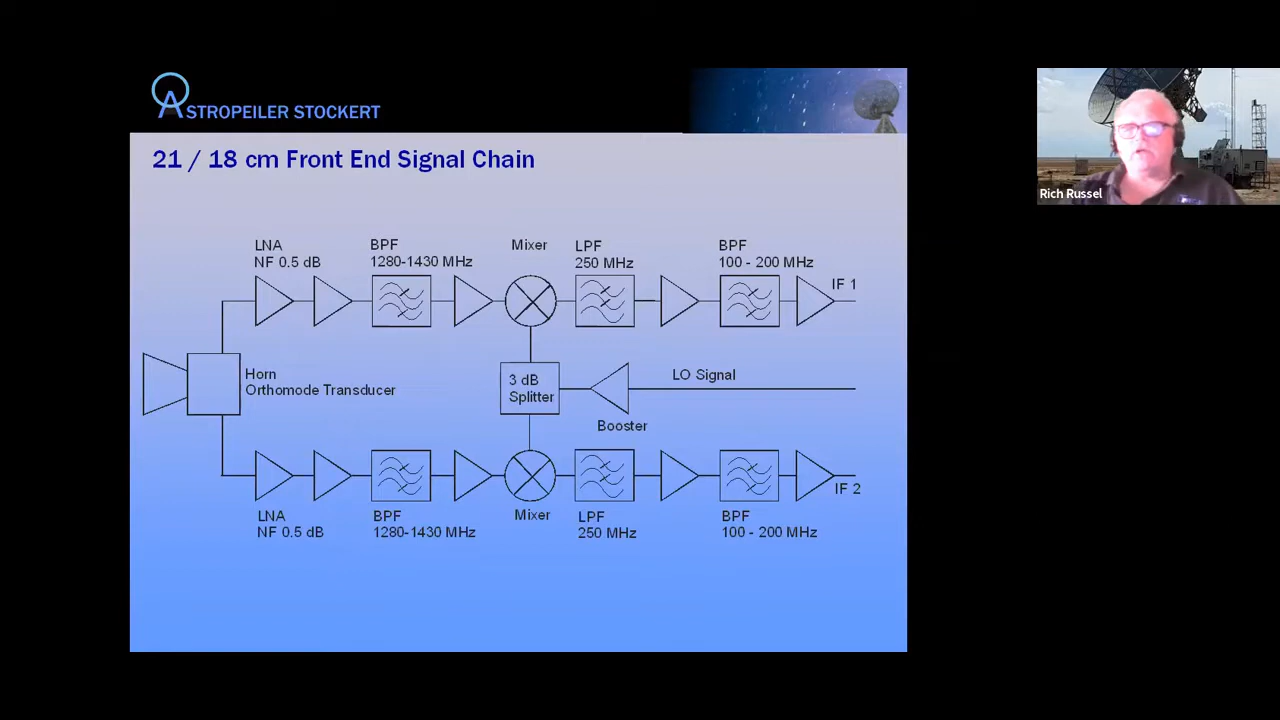 ASTROPEILER STOCKERT
21 / 18 cm Front End Signal Chain
LNA
NF 0.5 dB
BPF
1280-1430 MHz
Mixer
LPF
250 MHz
BPF
100 - 200 MHz
IF 1
Horn
Orthomode Transducer
3 dB
Splitter
LO Signal
Booster
IF 2
LNA
NF 0.5 dB
BPF
1280-1430 MHz
Mixer
LPF
250 MHz
BPF
100 - 200 MHz
Rich Russel